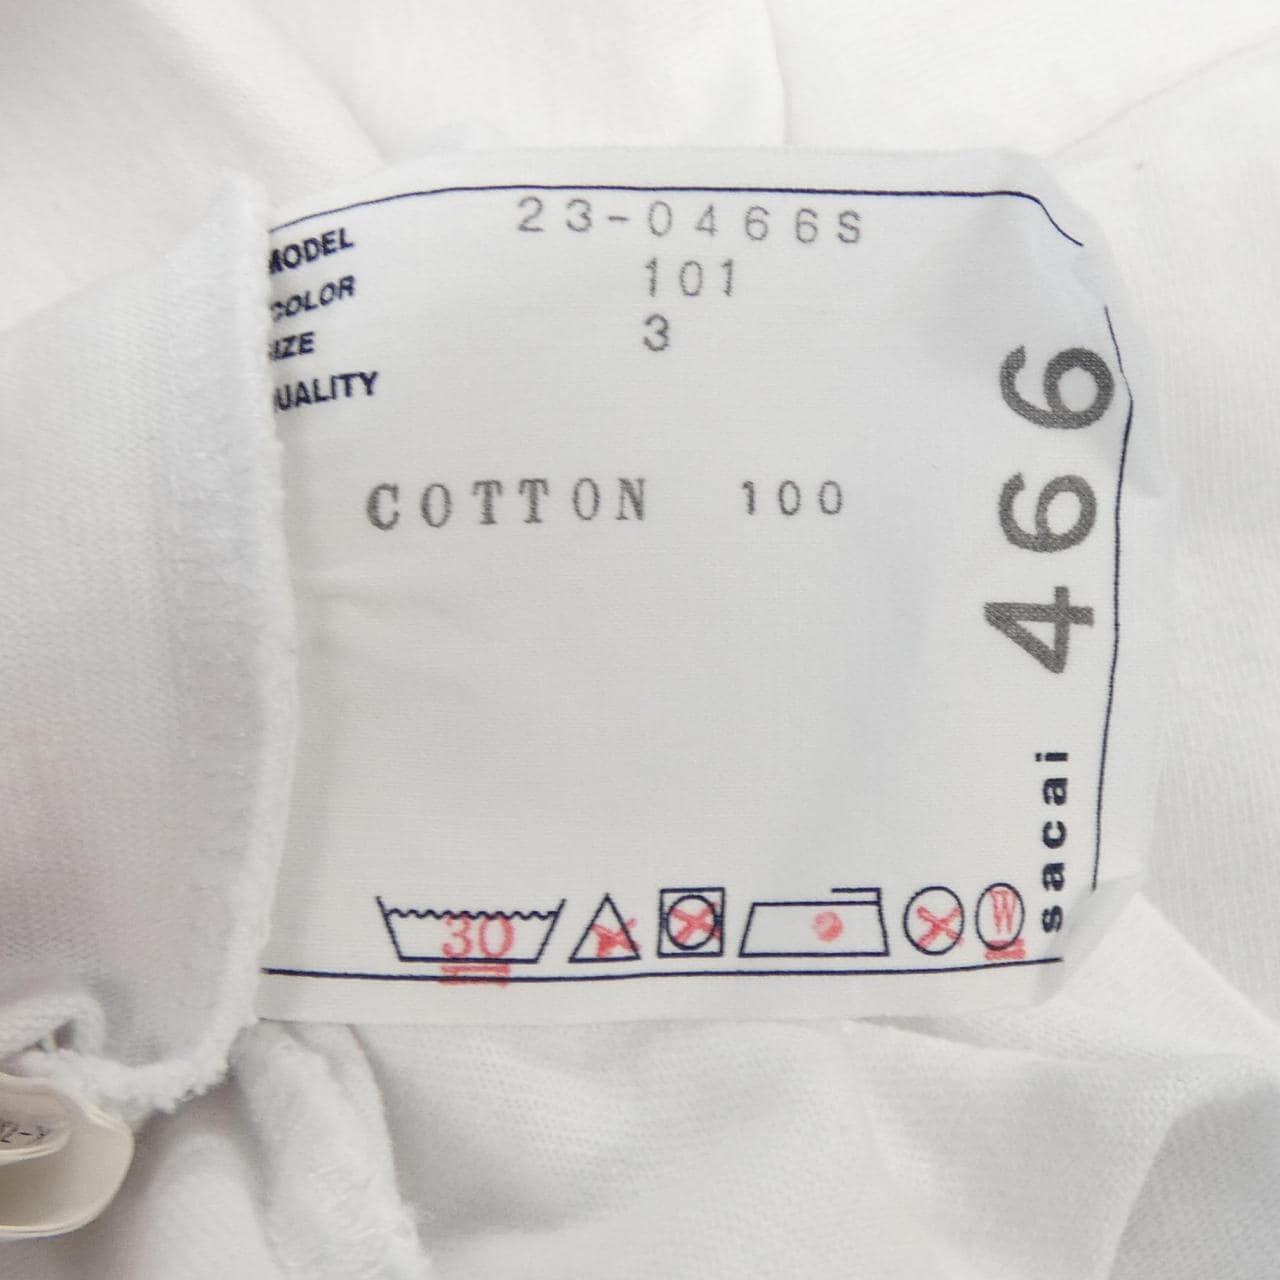 MODEL 23-0466S
COLOR 101
SIZE 3
QUALITY
COTTON 100
466
sacai
30
W